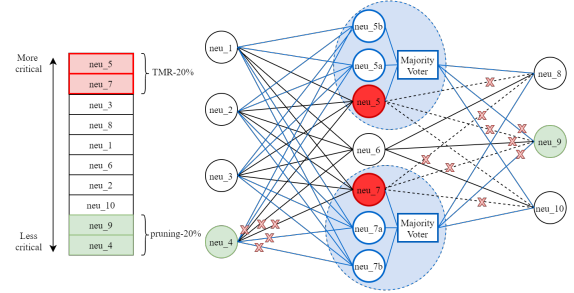 More
critical
neu_5
neu_7
neu_3
neu_8
neu_1
neu_6
neu_2
neu_10
neu_9
neu_4
Less
critical
TMR-20%
pruning-20%
neu_1
neu_2
neu_3
neu_4
neu_5b
neu_5a
neu_5
neu_6
neu_7
neu_7a
neu_7b
Majority
Voter
Majority
Voter
neu_8
neu_9
neu_10
X
X
X
X
X
X
X
X
X
X
X
X
X
X